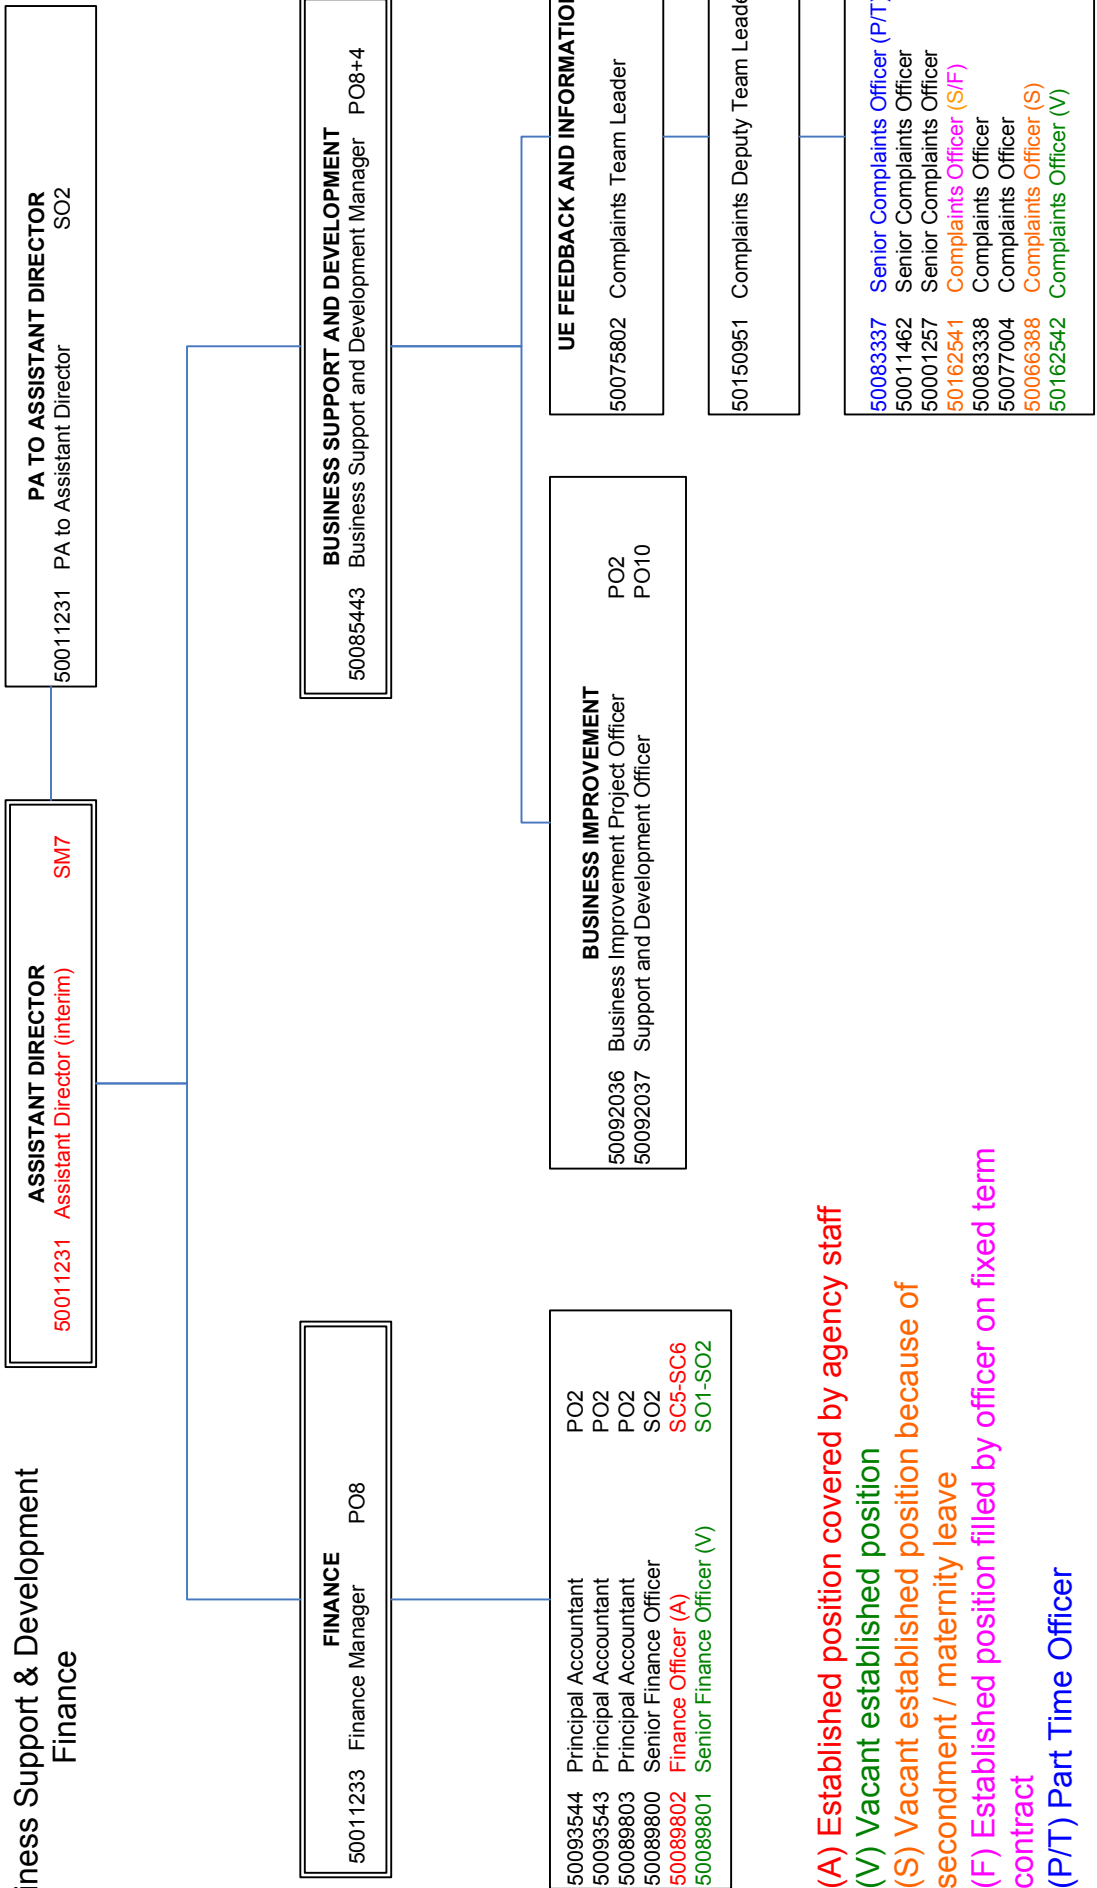 iness Support & Development
Finance
ASSISTANT DIRECTOR
50011231 Assistant Director (interim) SM7
PA TO ASSISTANT DIRECTOR
50011231 PA to Assistant Director SO2
FINANCE
50011233 Finance Manager PO8
BUSINESS SUPPORT AND DEVELOPMENT
50085443 Business Support and Development Manager PO8+4
50093544 Principal Accountant PO2
50093543 Principal Accountant PO2
50089803 Principal Accountant PO2
50089800 Senior Finance Officer SO2
50089802 Finance Officer (A) SC5-SC6
50089801 Senior Finance Officer (V) SO1-SO2
BUSINESS IMPROVEMENT
50092036 Business Improvement Project Officer PO2
50092037 Support and Development Officer PO10
UE FEEDBACK AND INFORMATION
50075802 Complaints Team Leader
50150951 Complaints Deputy Team Leade
50083337 Senior Complaints Officer (P/T)
50011462 Senior Complaints Officer
50001257 Senior Complaints Officer
50162541 Complaints Officer (S/F)
50083338 Complaints Officer
50077004 Complaints Officer
50066388 Complaints Officer (S)
50162542 Complaints Officer (V)
(A) Established position covered by agency staff
(V) Vacant established position
(S) Vacant established position because of
secondment / maternity leave
(F) Established position filled by officer on fixed term
contract
(P/T) Part Time Officer